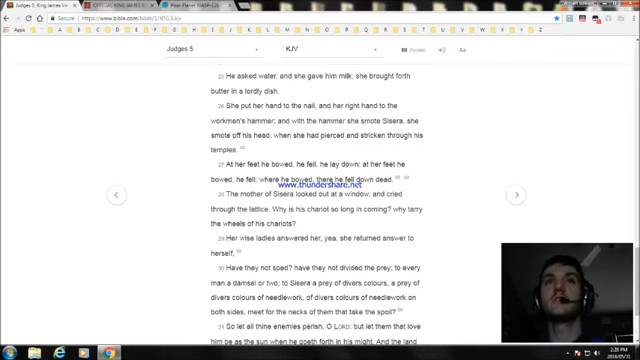 Judges 5, King James Ve
OFFICIAL KING JAMES B
https://www.bible.com/bible/1/JDG.5.kjv
Apps
Judges 5
KJV
Parallel
Aa
25 He asked water, and she gave him milk; she brought forth
butter in a lordly dish.
26 She put her hand to the nail, and her right hand to the
workmen's hammer; and with the hammer she smote Sisera, she
smote off his head, when she had pierced and stricken through his
temples.
27 At her feet he bowed, he fell, he lay down: at her feet he
bowed, he fell: where he bowed, there he fell down dead.
www.thundershare.net
28 The mother of Sisera looked out at a window, and cried
through the lattice, Why is his chariot so long in coming? why tarry
the wheels of his chariots?
29 Her wise ladies answered her, yea, she returned answer to
herself,
30 Have they not sped? have they not divided the prey; to every
man a damsel or two; to Sisera a prey of divers colours, a prey of
divers colours of needlework, of divers colours of needlework on
both sides, meet for the necks of them that take the spoil?
31 So let all thine enemies perish, O LORD: but let them that love
him be as the sun when he goeth forth in his might. And the land
2:28 PM